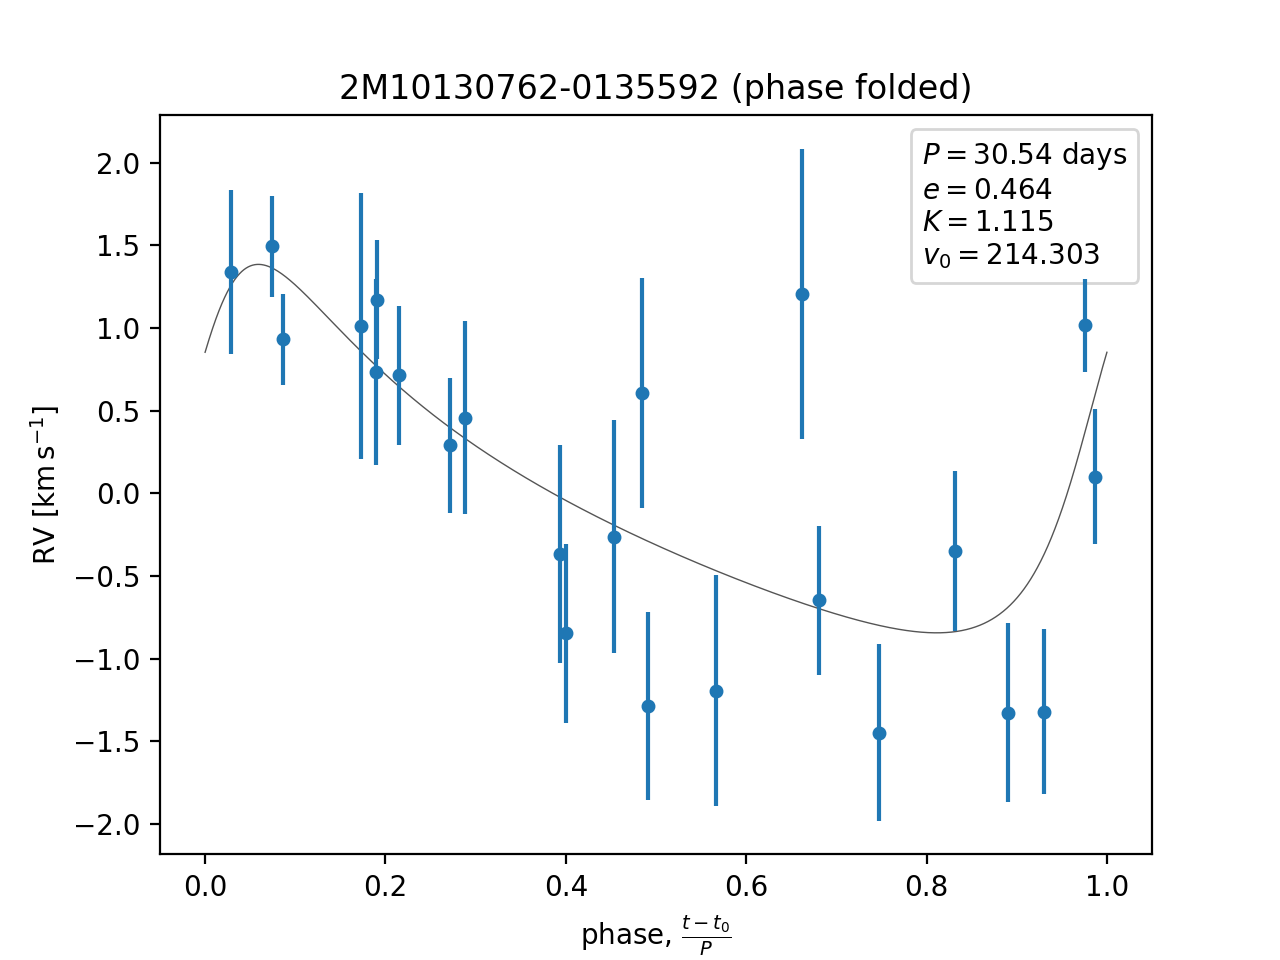 2M10130762-0135592 (phase folded)
P = 30.54 days
e = 0.464
K = 1.115
v₀ = 214.303
RV [km s⁻¹]
2.0
1.5
1.0
0.5
0.0
−0.5
−1.0
−1.5
−2.0
0.0 0.2 0.4 0.6 0.8 1.0
phase, (t − t₀)/P